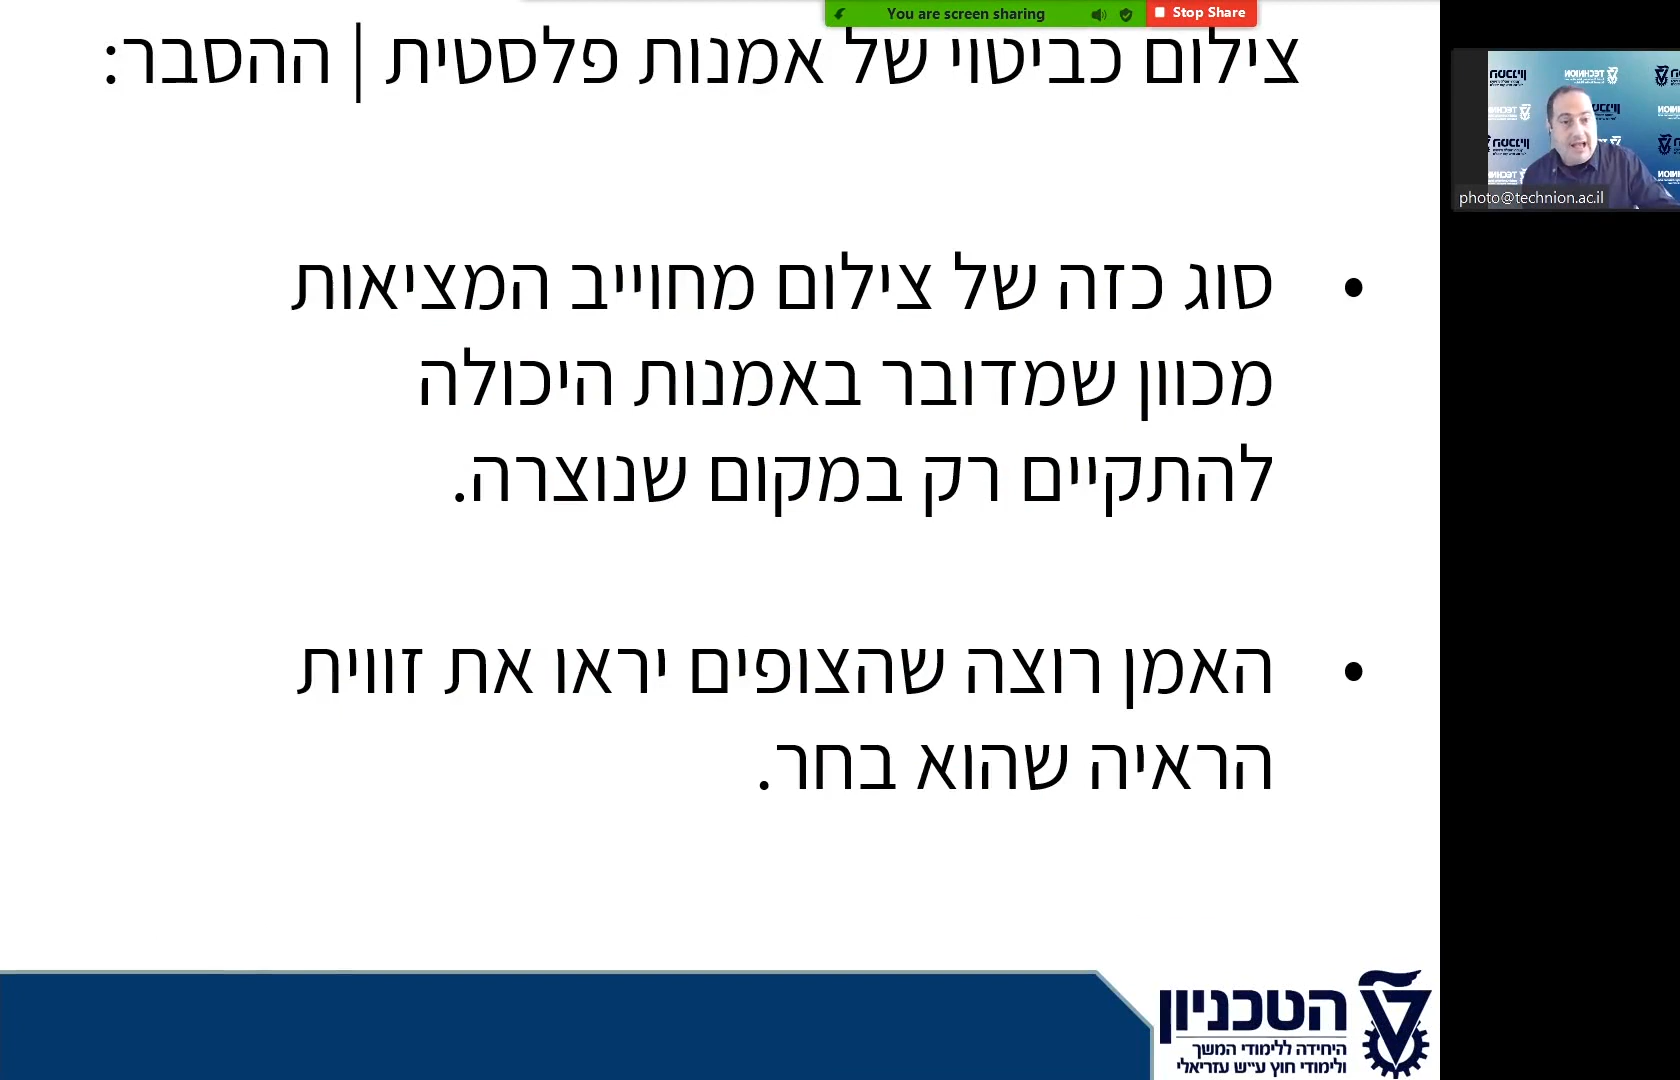 You are screen sharing
Stop Share
צילום כביטוי של אמנות פלסטית | ההסבר:
• סוג כזה של צילום מחוייב המציאות
מכוון שמדובר באמנות היכולה
להתקיים רק במקום שנוצרה.
• האמן רוצה שהצופים יראו את זווית
הראיה שהוא בחר.
הטכניון
היחידה ללימודי המשך
ולימודי חוץ ע״יש עזריאלי
TECHNION
photo@technion.ac.il